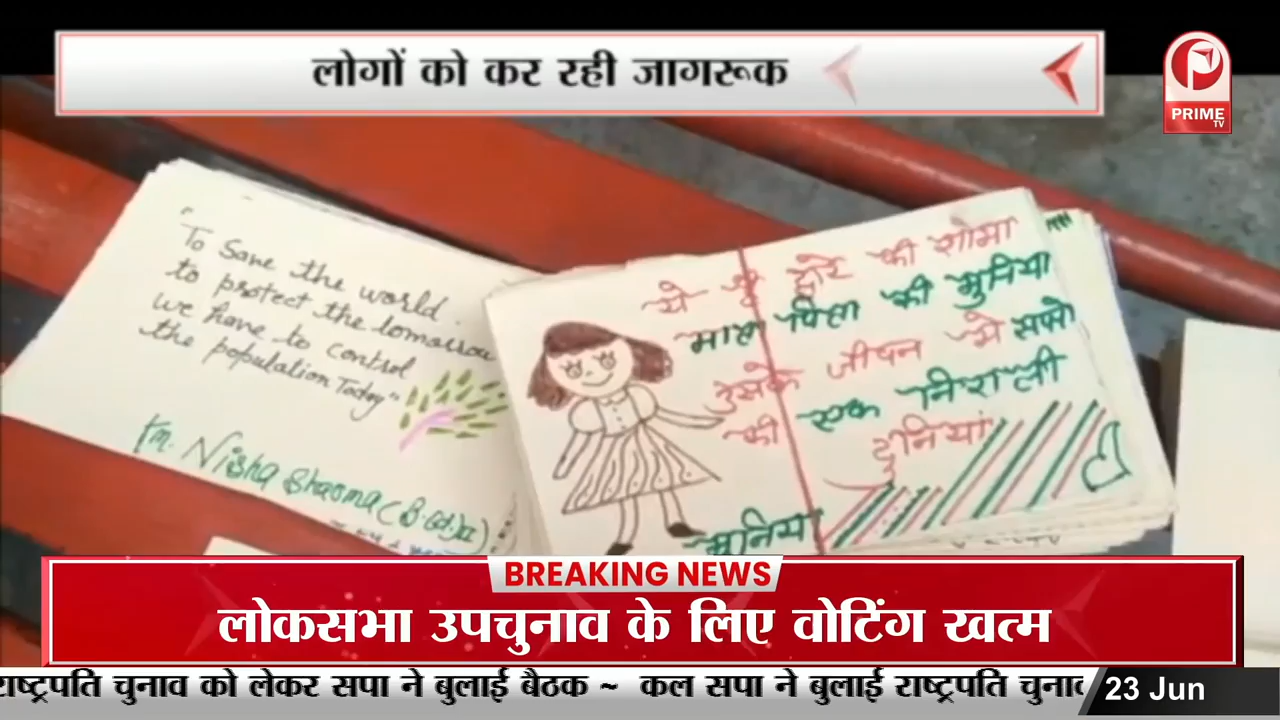 लोगों को कर रही जागरूक
PRIME
TV
"To Save the world
to protect the tomorrow
we have to control
the population Today"
Km. Nisha Sharma (B.Ed.) II
ये है द्वारे की शोभा
माता पिता की मुनिया
उसके जीवन से सजे
की एक निराली
दुनियां
मुनिया
BREAKING NEWS
लोकसभा उपचुनाव के लिए वोटिंग खत्म
राष्ट्रपति चुनाव को लेकर सपा ने बुलाई बैठक ~ कल सपा ने बुलाई राष्ट्रपति चुनाव
23 Jun